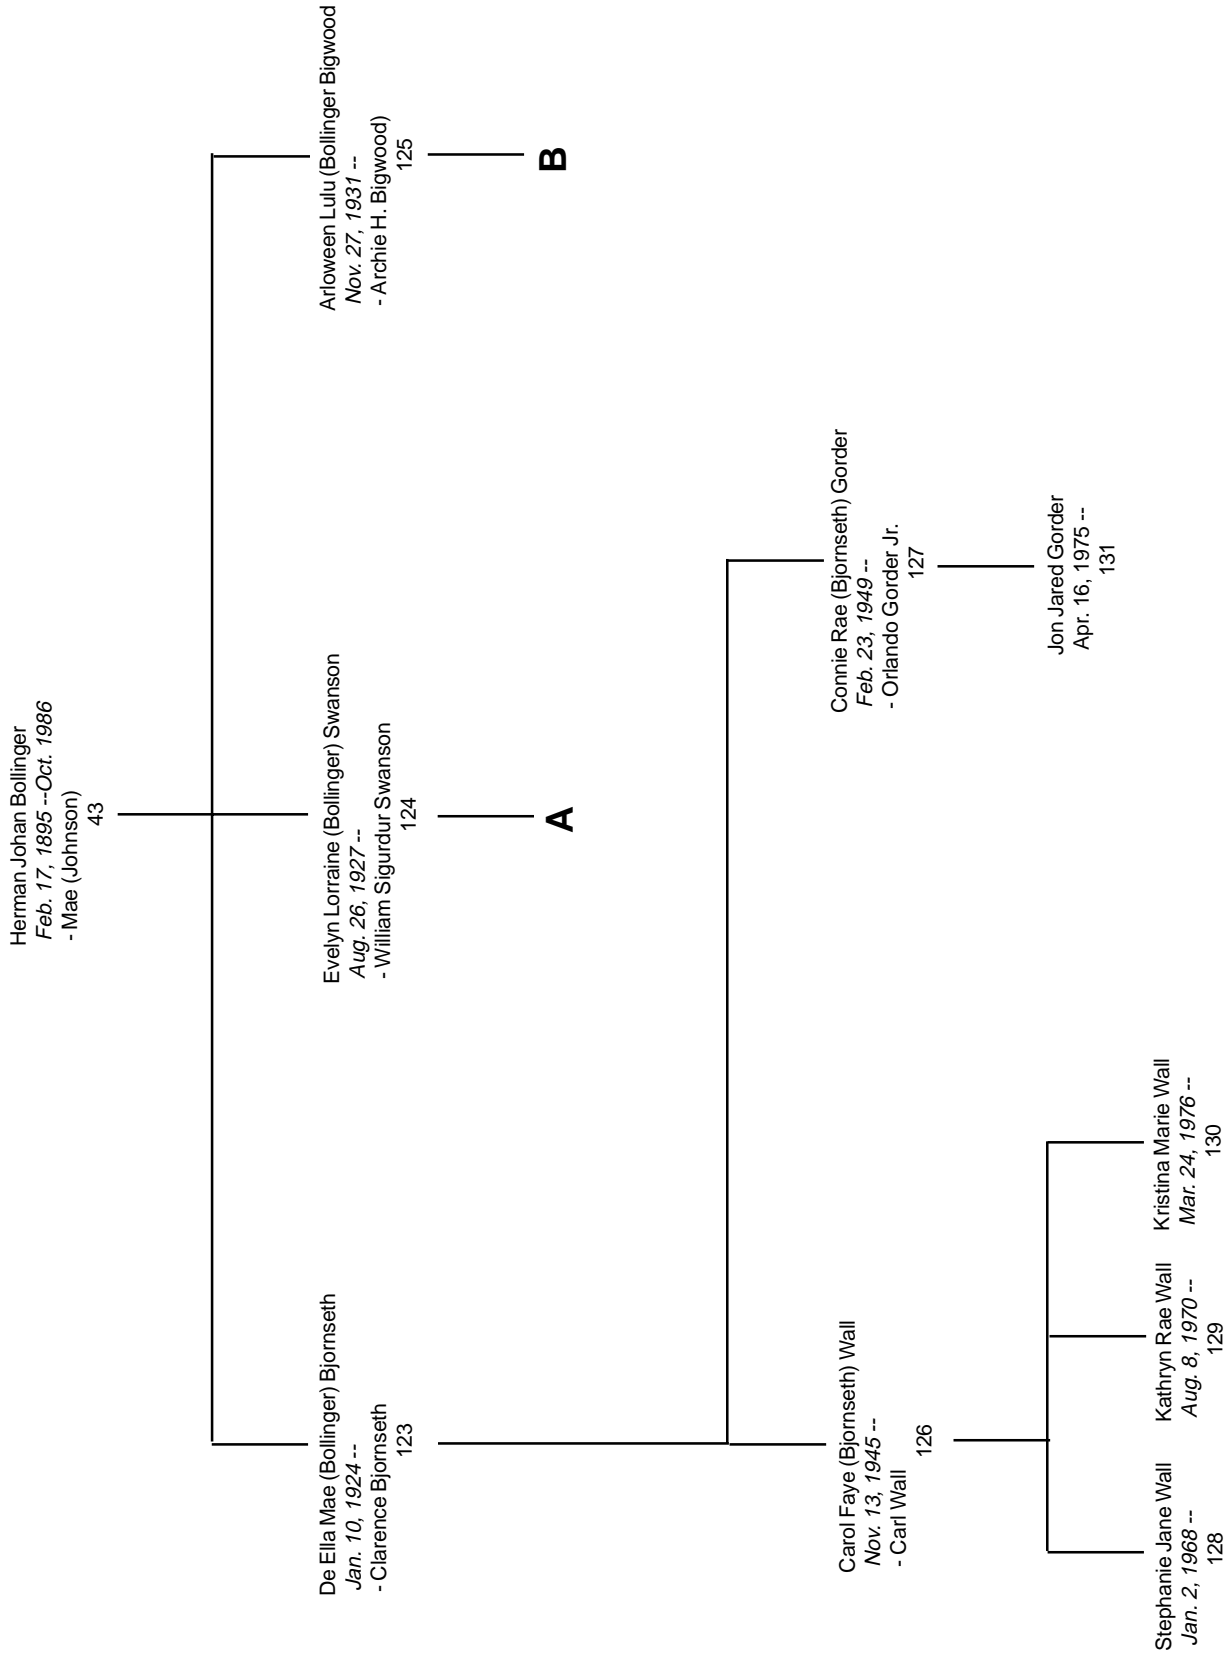 Herman Johan Bollinger
Feb. 17, 1895 --Oct. 1986
- Mae (Johnson)
43
De Ella Mae (Bollinger) Bjornseth
Jan. 10, 1924 --
- Clarence Bjornseth
123
Evelyn Lorraine (Bollinger) Swanson
Aug. 26, 1927 --
- William Sigurdur Swanson
124
A
Arloween Lulu (Bollinger Bigwood
Nov. 27, 1931 --
- Archie H. Bigwood)
125
B
Carol Faye (Bjornseth) Wall
Nov. 13, 1945 --
- Carl Wall
126
Connie Rae (Bjornseth) Gorder
Feb. 23, 1949 --
- Orlando Gorder Jr.
127
Stephanie Jane Wall
Jan. 2, 1968 --
128
Kathryn Rae Wall
Aug. 8, 1970 --
129
Kristina Marie Wall
Mar. 24, 1976 --
130
Jon Jared Gorder
Apr. 16, 1975 --
131